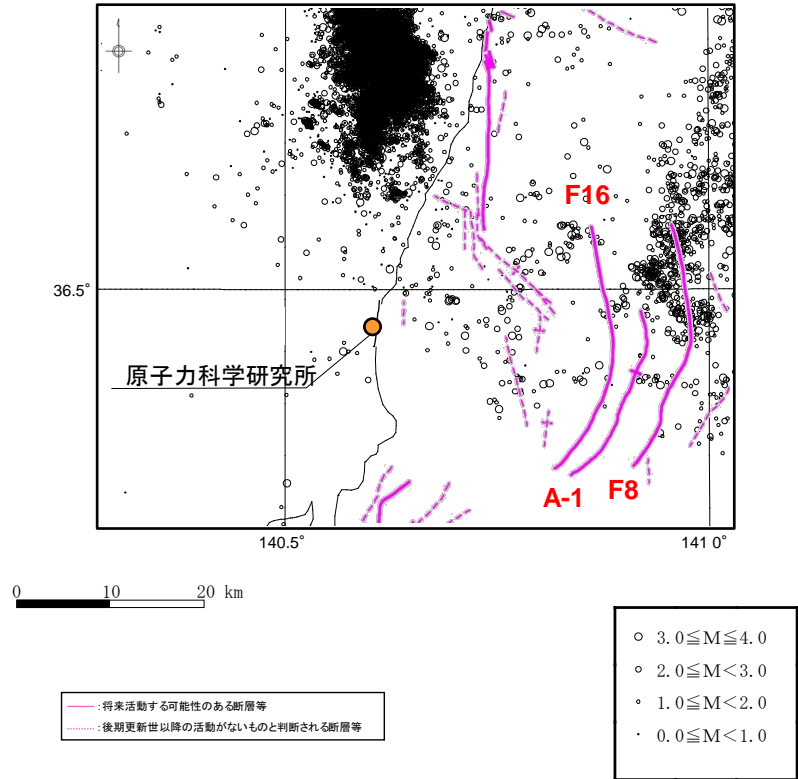 F16
36.5°
原子力科学研究所
A-1
F8
140.5°
141.0°
0 10 20 km
3.0≦M≦4.0
2.0≦M<3.0
1.0≦M<2.0
0.0≦M<1.0
:将来活動する可能性のある断層等
:後期更新世以降の活動がないものと判断される断層等